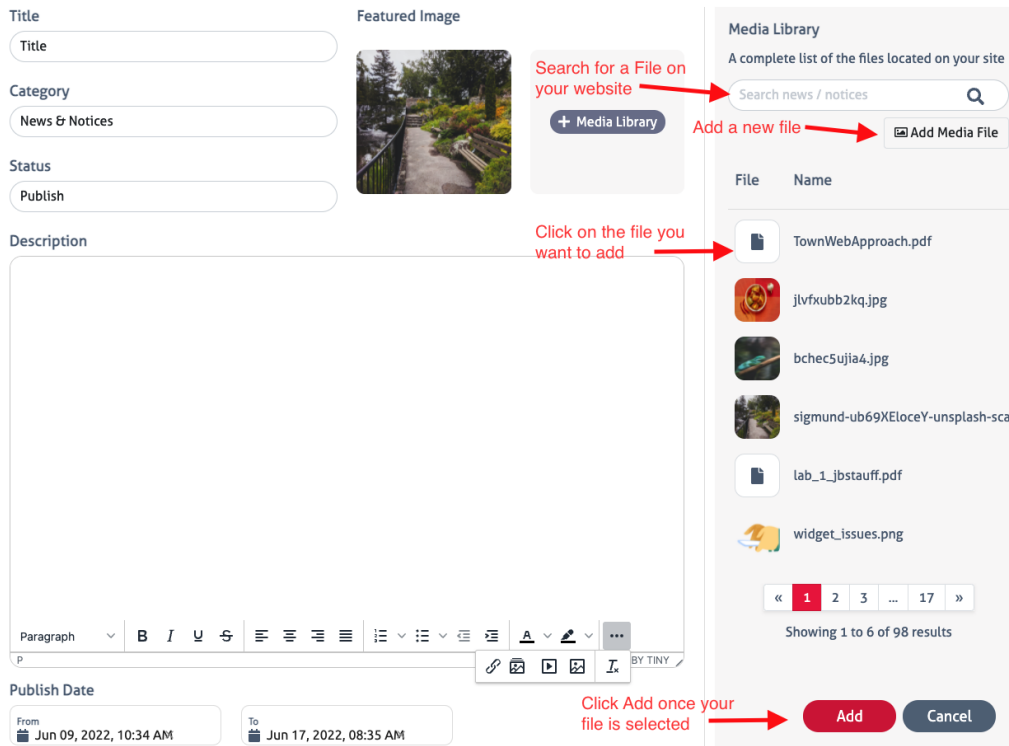 Title
Title
Category
News & Notices
Status
Publish
Featured Image
Media Library
Description
Paragraph
B I U S
A
P
BY TINY
Publish Date
From
Jun 09, 2022, 10:34 AM
To
Jun 17, 2022, 08:35 AM
Search for a File on
your website
Add a new file
Click on the file you
want to add
Click Add once your
file is selected
Media Library
A complete list of the files located on your site
Search news / notices
Add Media File
File Name
TownWebApproach.pdf
jlvfxubb2kq.jpg
bchec5ujia4.jpg
sigmund-ub69XEloceY-unsplash-sca
lab_1_jbstauff.pdf
widget_issues.png
« 1 2 3 ... 17 »
Showing 1 to 6 of 98 results
Add Cancel